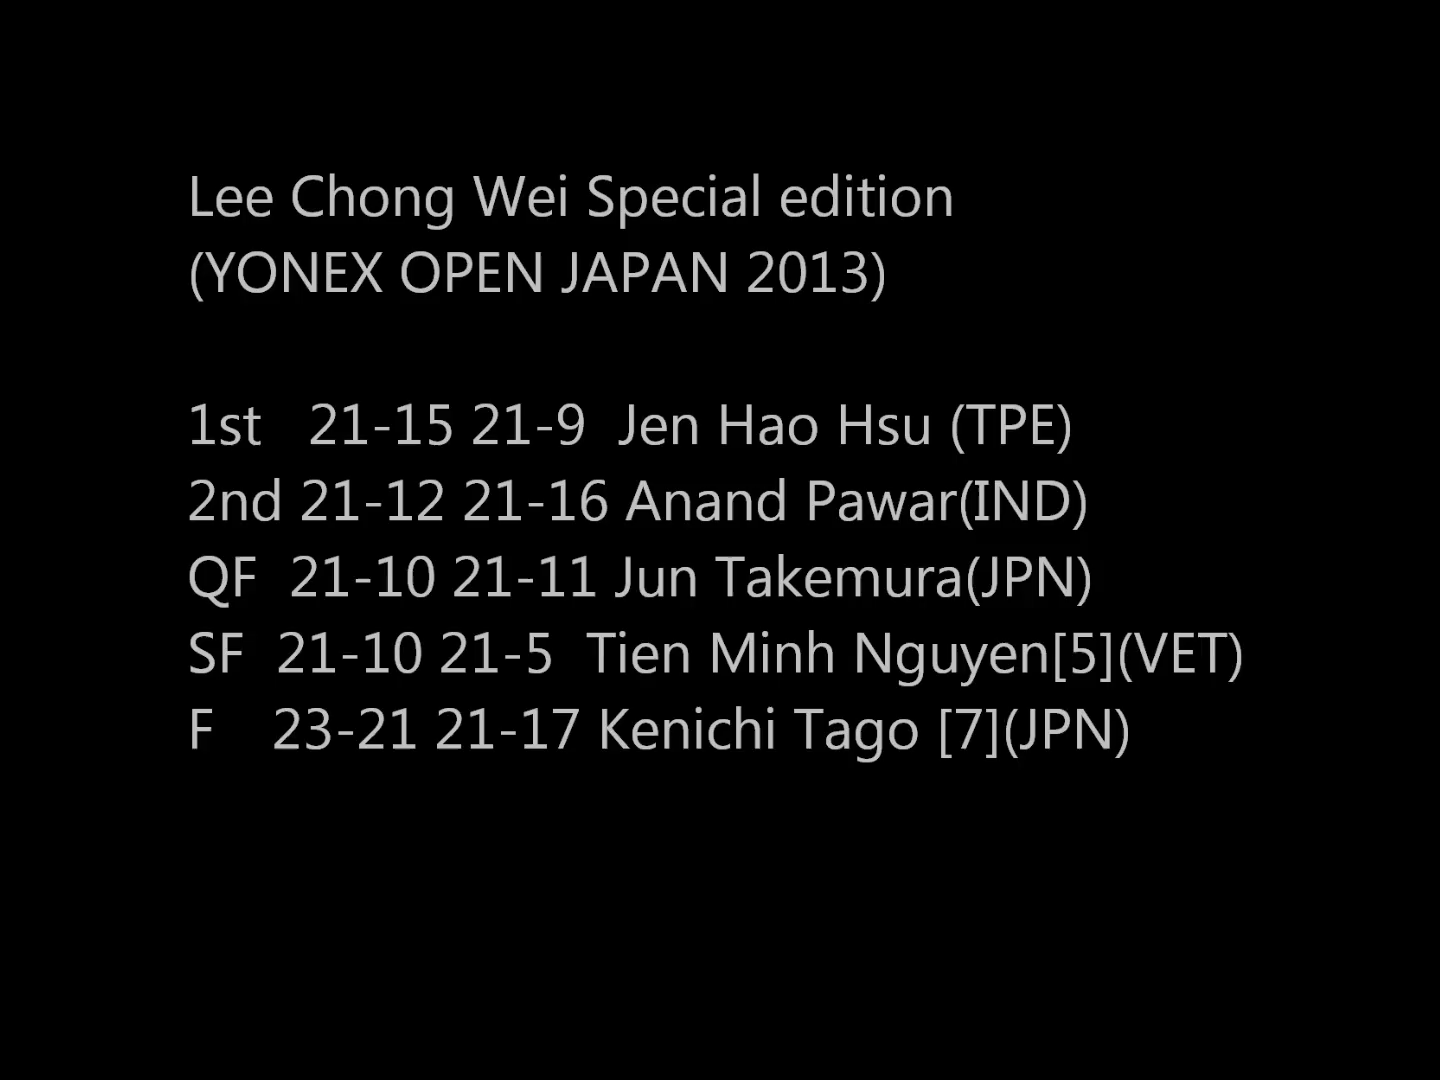 Lee Chong Wei Special edition
(YONEX OPEN JAPAN 2013)
1st 21-15 21-9 Jen Hao Hsu (TPE)
2nd 21-12 21-16 Anand Pawar(IND)
QF 21-10 21-11 Jun Takemura(JPN)
SF 21-10 21-5 Tien Minh Nguyen[5](VET)
F 23-21 21-17 Kenichi Tago [7](JPN)